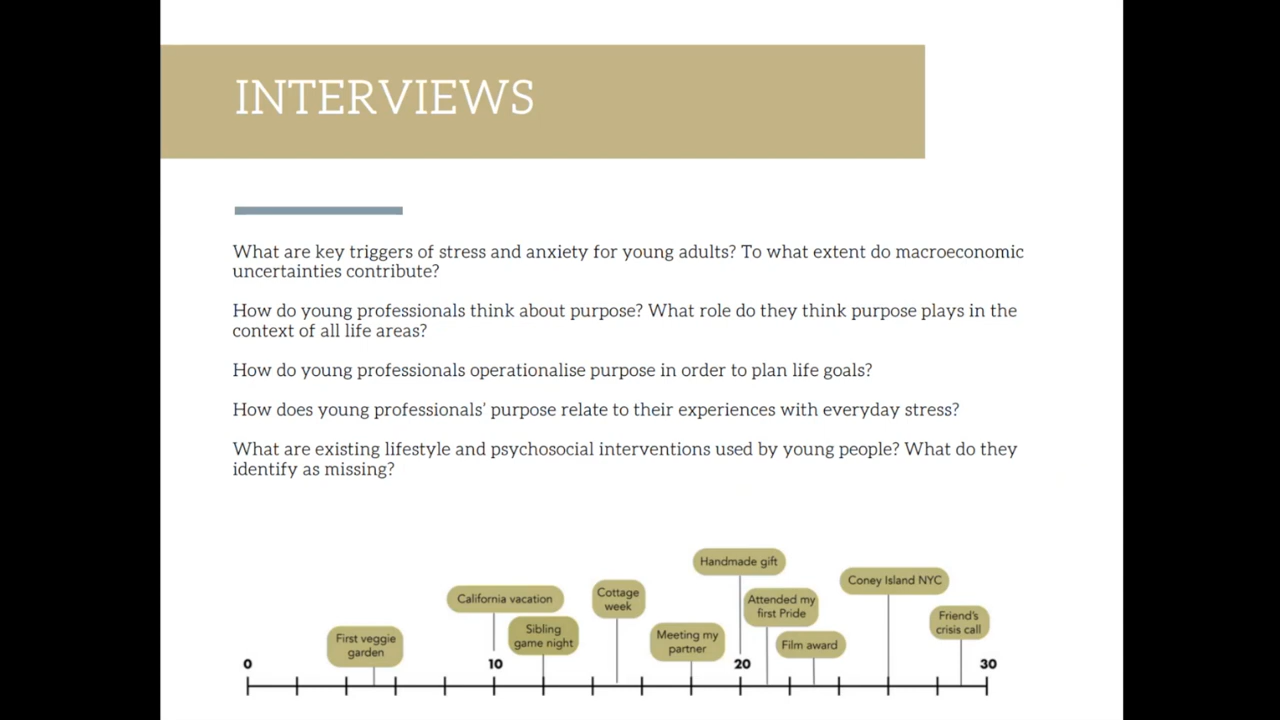 INTERVIEWS
What are key triggers of stress and anxiety for young adults? To what extent do macroeconomic
uncertainties contribute?
How do young professionals think about purpose? What role do they think purpose plays in the
context of all life areas?
How do young professionals operationalise purpose in order to plan life goals?
How does young professionals' purpose relate to their experiences with everyday stress?
What are existing lifestyle and psychosocial interventions used by young people? What do they
identify as missing?
Handmade gift
Coney Island NYC
California vacation
Cottage
week
Attended my
first Pride
Friend's
crisis call
First veggie
garden
Sibling
game night
Meeting my
partner
Film award
0
10
20
30